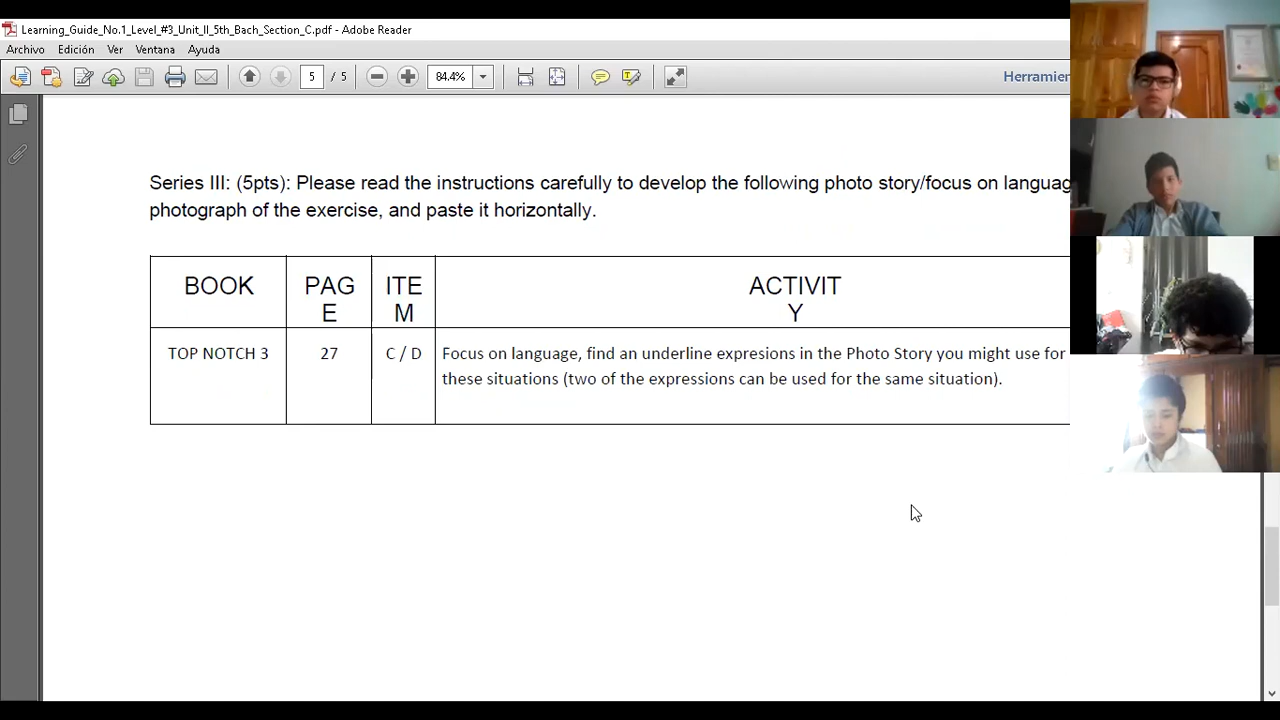 Learning_Guide_No.1_Level_#3_Unit_II_5th_Bach_Section_C.pdf - Adobe Reader
Archivo Edición Ver Ventana Ayuda
5 / 5 84.4% Herramien
Series III: (5pts): Please read the instructions carefully to develop the following photo story/focus on languag
photograph of the exercise, and paste it horizontally.
BOOK PAG ITE ACTIVIT
E M Y
TOP NOTCH 3 27 C / D Focus on language, find an underline expresions in the Photo Story you might use for
these situations (two of the expressions can be used for the same situation).